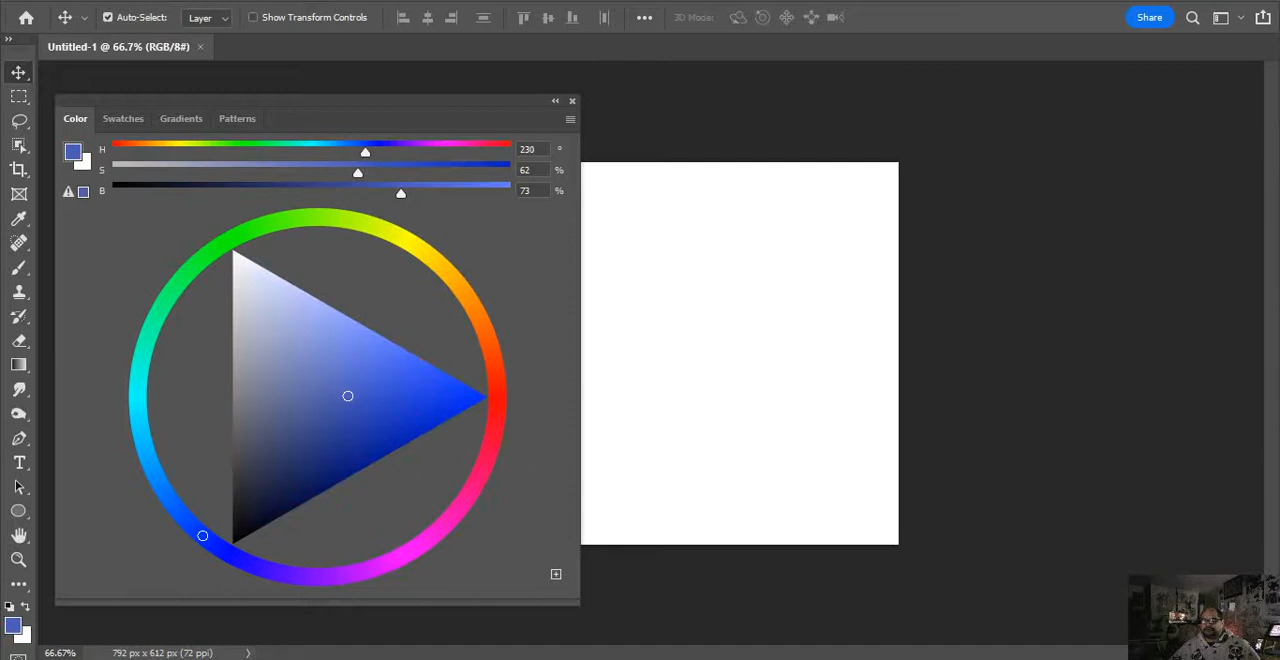 Auto-Select: Layer Show Transform Controls 3D Mode: Share
Untitled-1 @ 66.7% (RGB/8#)
Color Swatches Gradients Patterns
H 230 °
S 62 %
B 73 %
T
66.67% 792 px x 612 px (72 ppi)